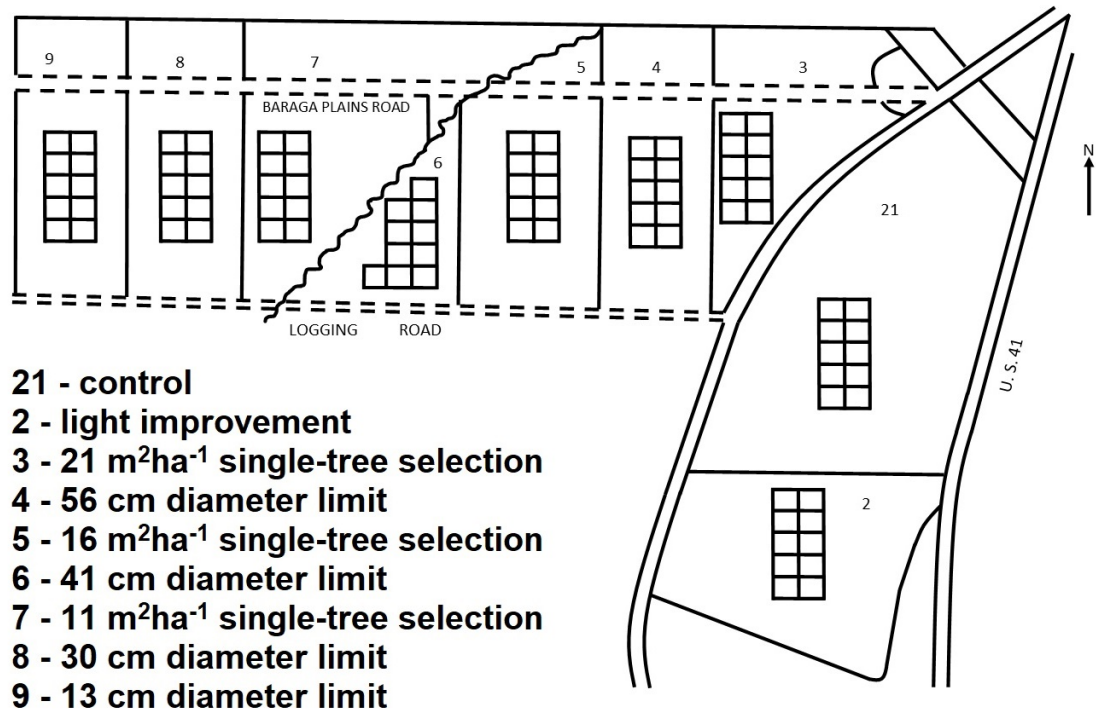 9
8
7
5
4
3
BARAGA PLAINS ROAD
6
N
21
LOGGING ROAD
U. S. 41
2
21 - control
2 - light improvement
3 - 21 m²ha⁻¹ single-tree selection
4 - 56 cm diameter limit
5 - 16 m²ha⁻¹ single-tree selection
6 - 41 cm diameter limit
7 - 11 m²ha⁻¹ single-tree selection
8 - 30 cm diameter limit
9 - 13 cm diameter limit